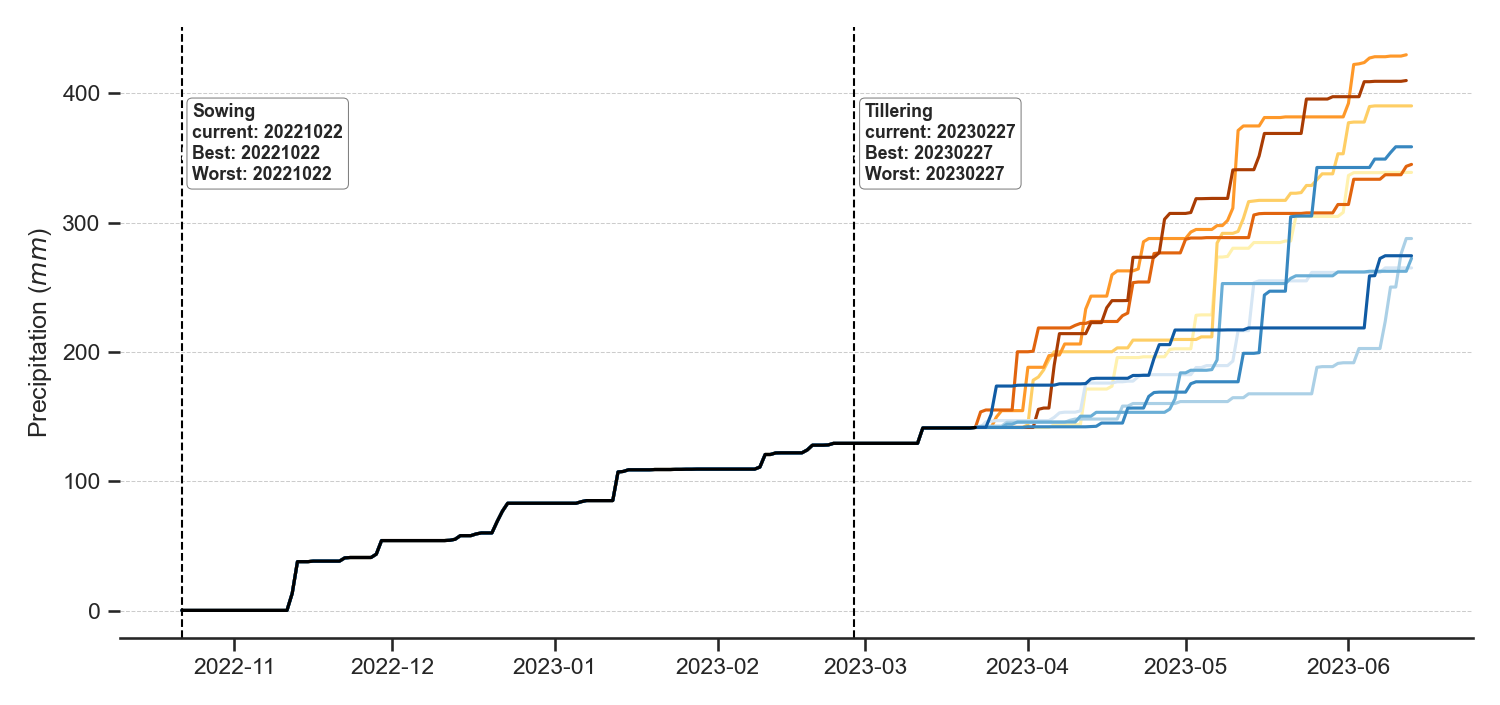 400
300
200
100
0
Precipitation (mm)
Sowing
current: 20221022
Best: 20221022
Worst: 20221022
Tillering
current: 20230227
Best: 20230227
Worst: 20230227
2022-11
2022-12
2023-01
2023-02
2023-03
2023-04
2023-05
2023-06